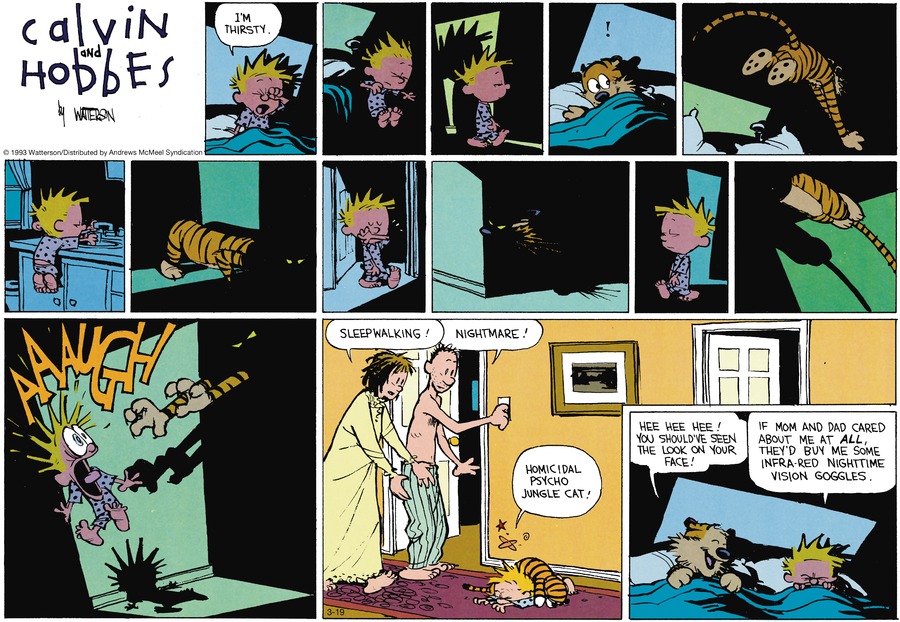 calvin
and
HObbEs
by WATTERSON
© 1993 Watterson/Distributed by Andrews McMeel Syndication
I'M
THIRSTY.
!
AAAAUGH
SLEEPWALKING!
NIGHTMARE!
HOMICIDAL
PSYCHO
JUNGLE CAT!
3-19
HEE HEE HEE!
YOU SHOULD'VE SEEN
THE LOOK ON YOUR
FACE!
IF MOM AND DAD CARED
ABOUT ME AT ALL,
THEY'D BUY ME SOME
INFRA-RED NIGHTTIME
VISION GOGGLES.